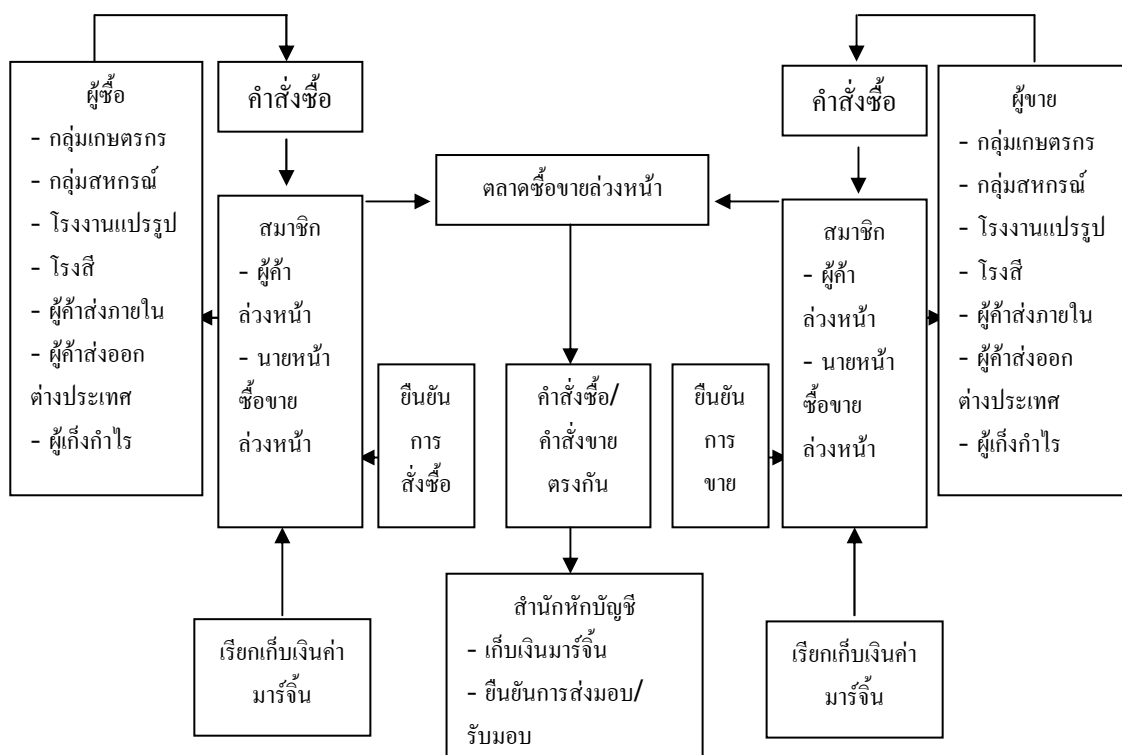 ผู้ซื้อ
- กลุ่มเกษตรกร
- กลุ่มสหกรณ์
- โรงงานแปรรูป
- โรงสี
- ผู้ค้าส่งภายใน
- ผู้ค้าส่งออก
ต่างประเทศ
- ผู้เก็งกำไร
คำสั่งซื้อ
สมาชิก
- ผู้ค้า
ล่วงหน้า
- นายหน้า
ซื้อขาย
ล่วงหน้า
เรียกเก็บเงินค่า
มาร์จิ้น
ยืนยัน
การ
สั่งซื้อ
ตลาดซื้อขายล่วงหน้า
คำสั่งซื้อ/
คำสั่งขาย
ตรงกัน
สำนักหักบัญชี
- เก็บเงินมาร์จิ้น
- ยืนยันการส่งมอบ/
รับมอบ
ยืนยัน
การ
ขาย
คำสั่งซื้อ
สมาชิก
- ผู้ค้า
ล่วงหน้า
- นายหน้า
ซื้อขาย
ล่วงหน้า
เรียกเก็บเงินค่า
มาร์จิ้น
ผู้ขาย
- กลุ่มเกษตรกร
- กลุ่มสหกรณ์
- โรงงานแปรรูป
- โรงสี
- ผู้ค้าส่งภายใน
- ผู้ค้าส่งออก
ต่างประเทศ
- ผู้เก็งกำไร